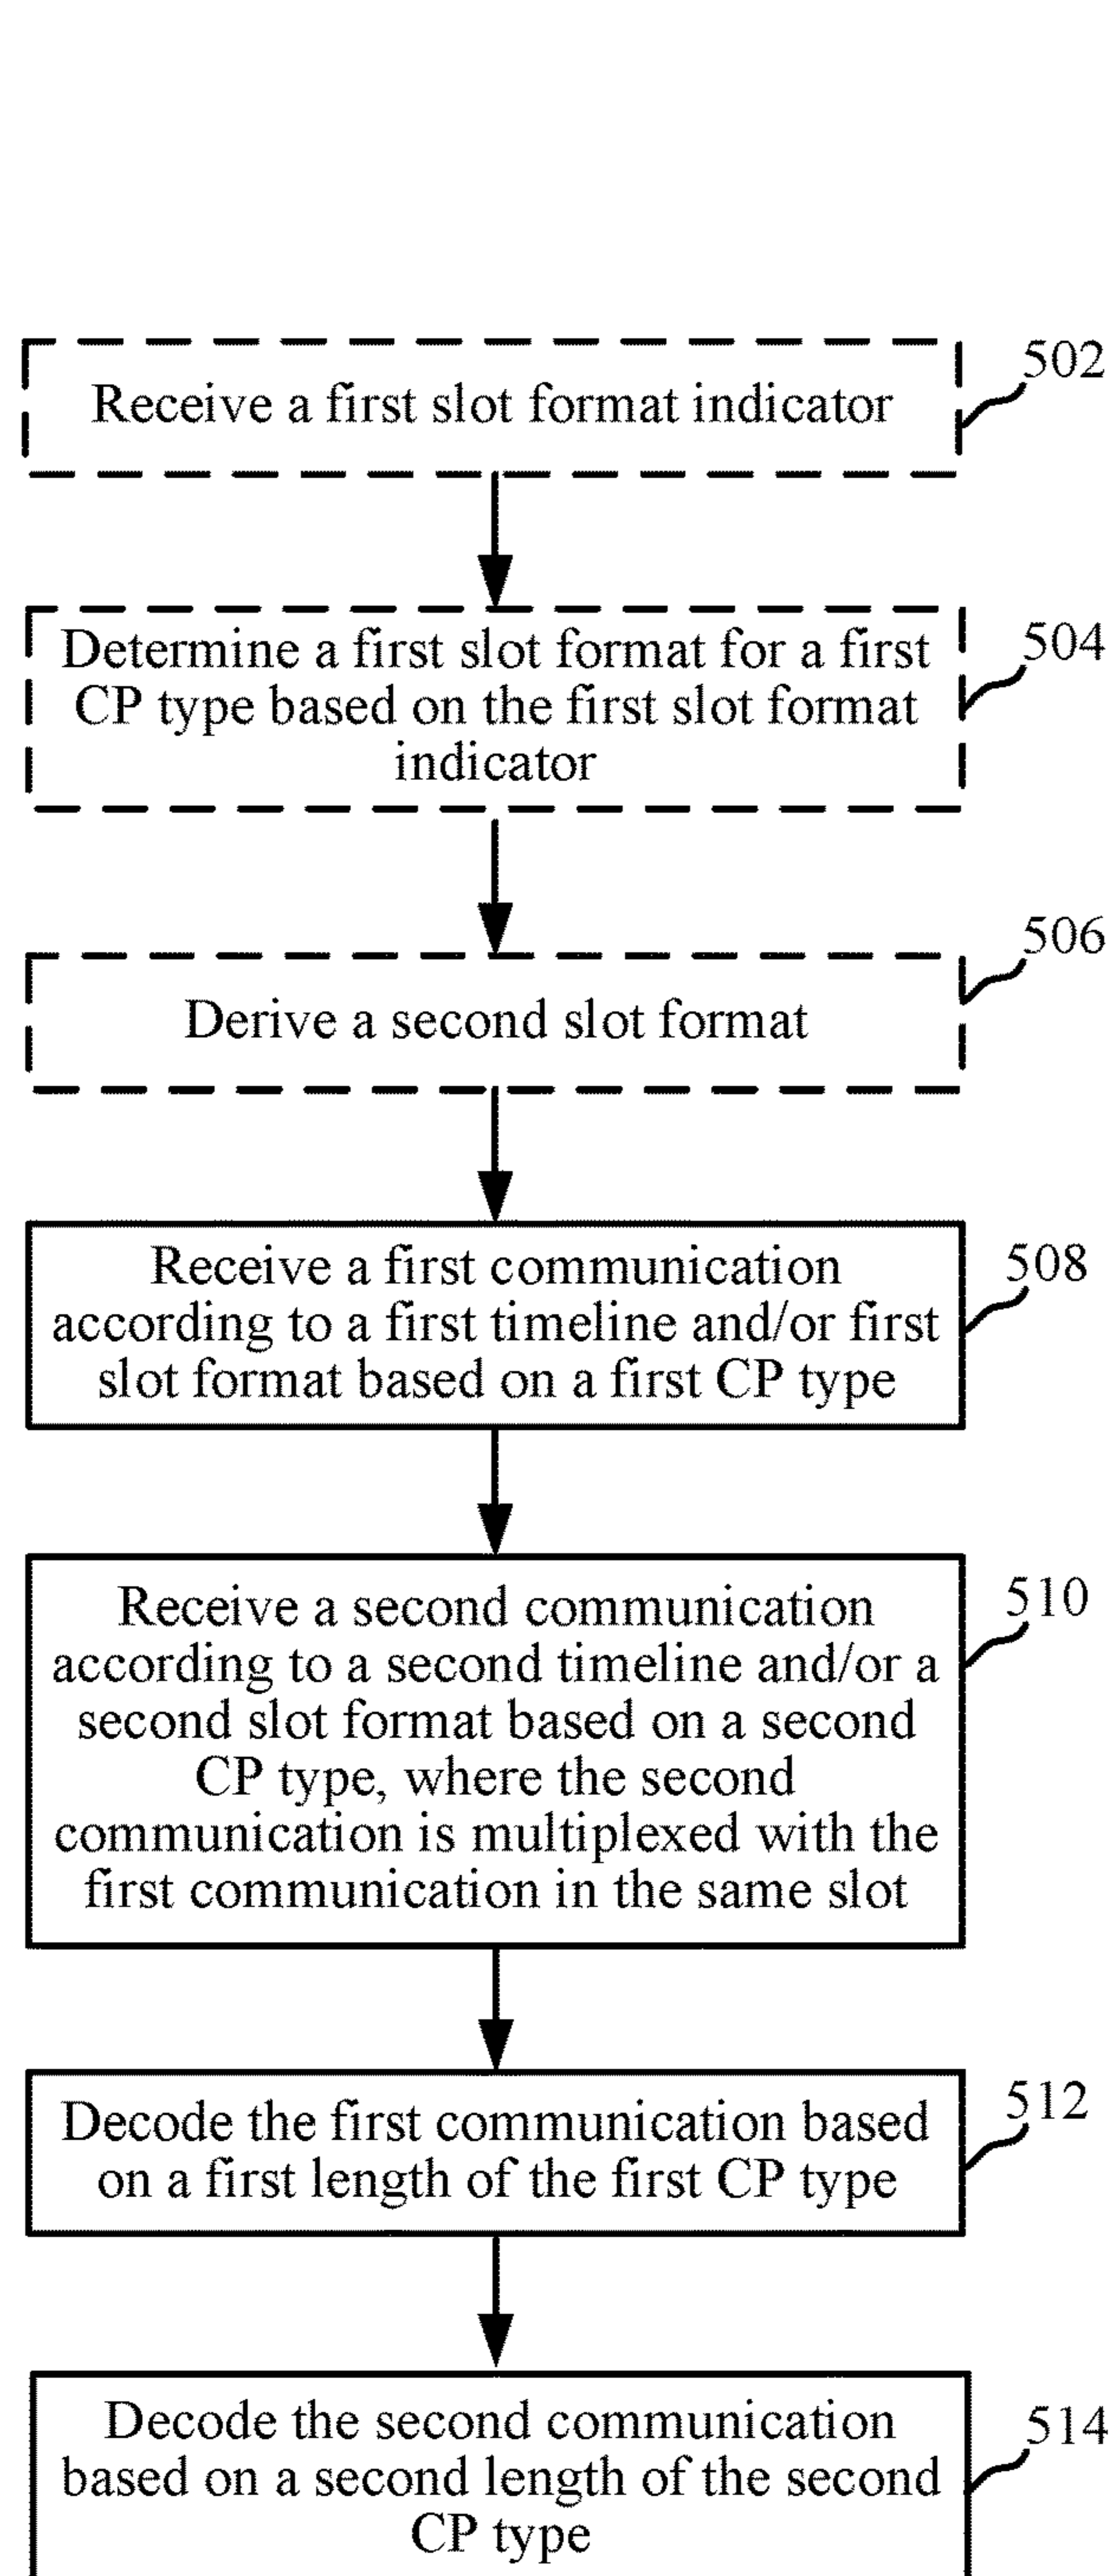 502
Receive a first slot format indicator
504
Determine a first slot format for a first
CP type based on the first slot format
indicator
506
Derive a second slot format
508
Receive a first communication
according to a first timeline and/or first
slot format based on a first CP type
510
Receive a second communication
according to a second timeline and/or a
second slot format based on a second
CP type, where the second
communication is multiplexed with the
first communication in the same slot
512
Decode the first communication based
on a first length of the first CP type
514
Decode the second communication
based on a second length of the second
CP type